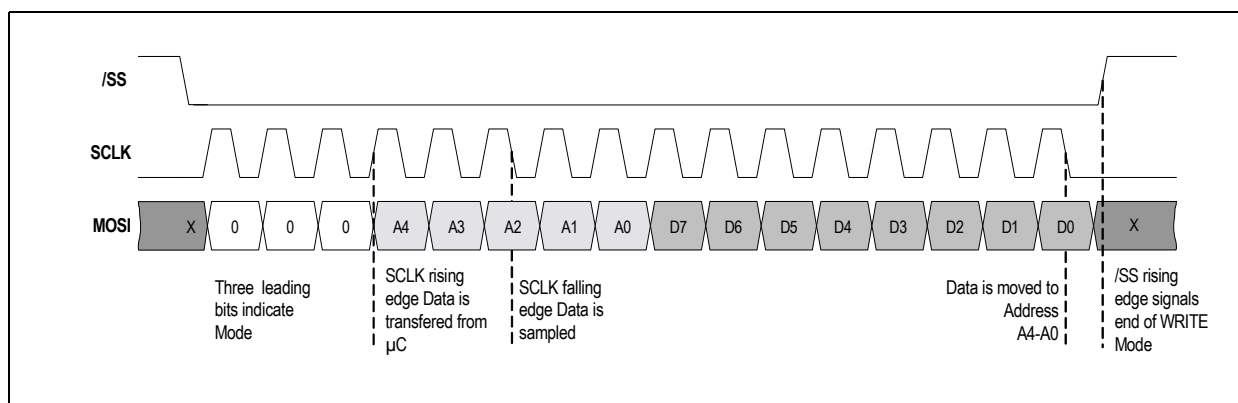 /SS
SCLK
MOSI
X 0 0 0 A4 A3 A2 A1 A0 D7 D6 D5 D4 D3 D2 D1 D0 X
Three leading
bits indicate
Mode
SCLK rising
edge Data is
transfered from
µC
SCLK falling
edge Data is
sampled
Data is moved to
Address
A4-A0
/SS rising
edge signals
end of WRITE
Mode